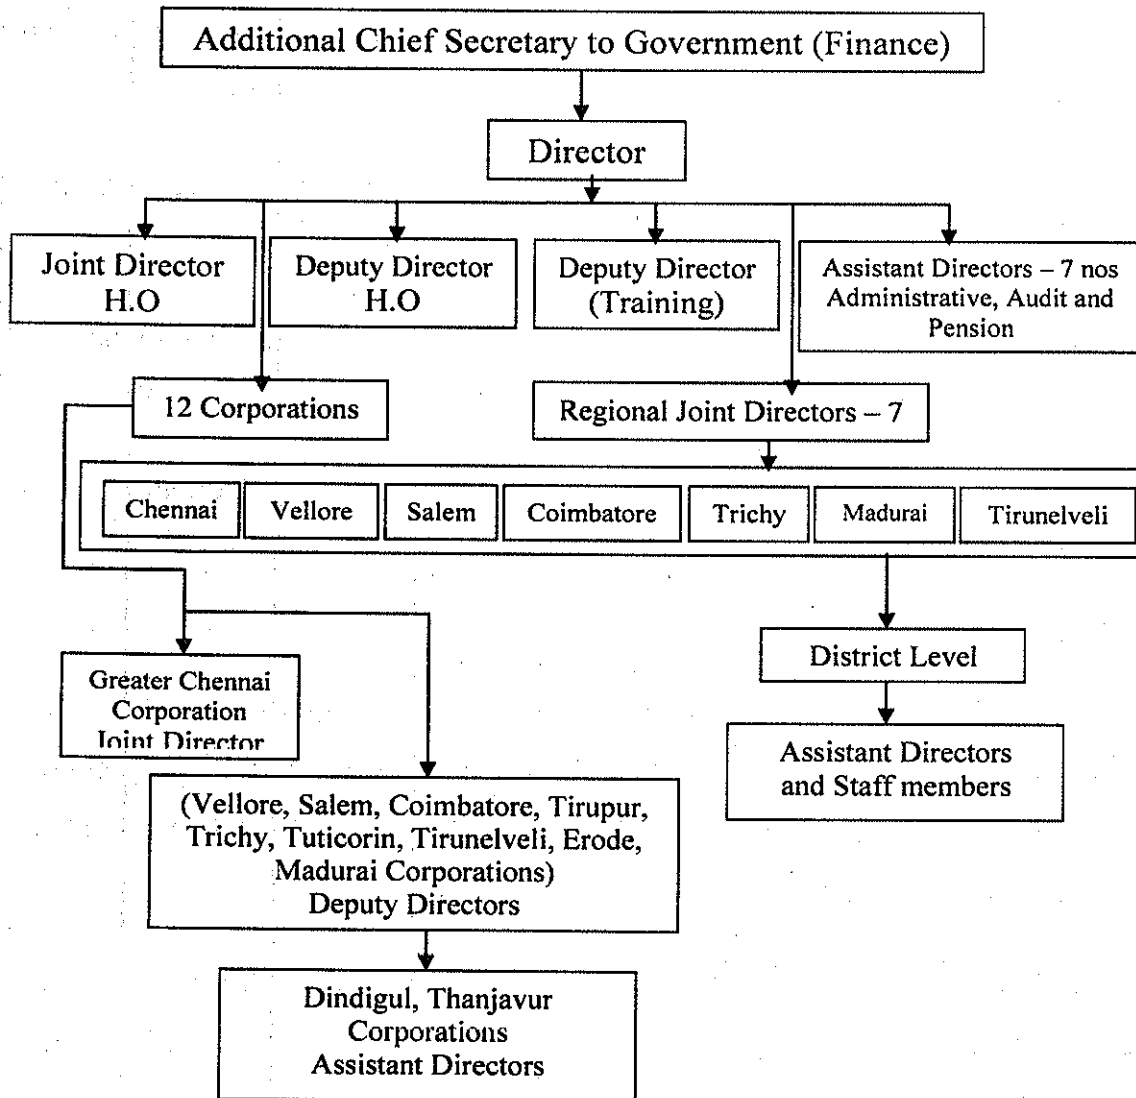 Additional Chief Secretary to Government (Finance)
Director
Joint Director
H.O
Deputy Director
H.O
Deputy Director
(Training)
Assistant Directors – 7 nos
Administrative, Audit and
Pension
12 Corporations
Regional Joint Directors – 7
Chennai
Vellore
Salem
Coimbatore
Trichy
Madurai
Tirunelveli
Greater Chennai
Corporation
Joint Director
District Level
Assistant Directors
and Staff members
(Vellore, Salem, Coimbatore, Tirupur,
Trichy, Tuticorin, Tirunelveli, Erode,
Madurai Corporations)
Deputy Directors
Dindigul, Thanjavur
Corporations
Assistant Directors